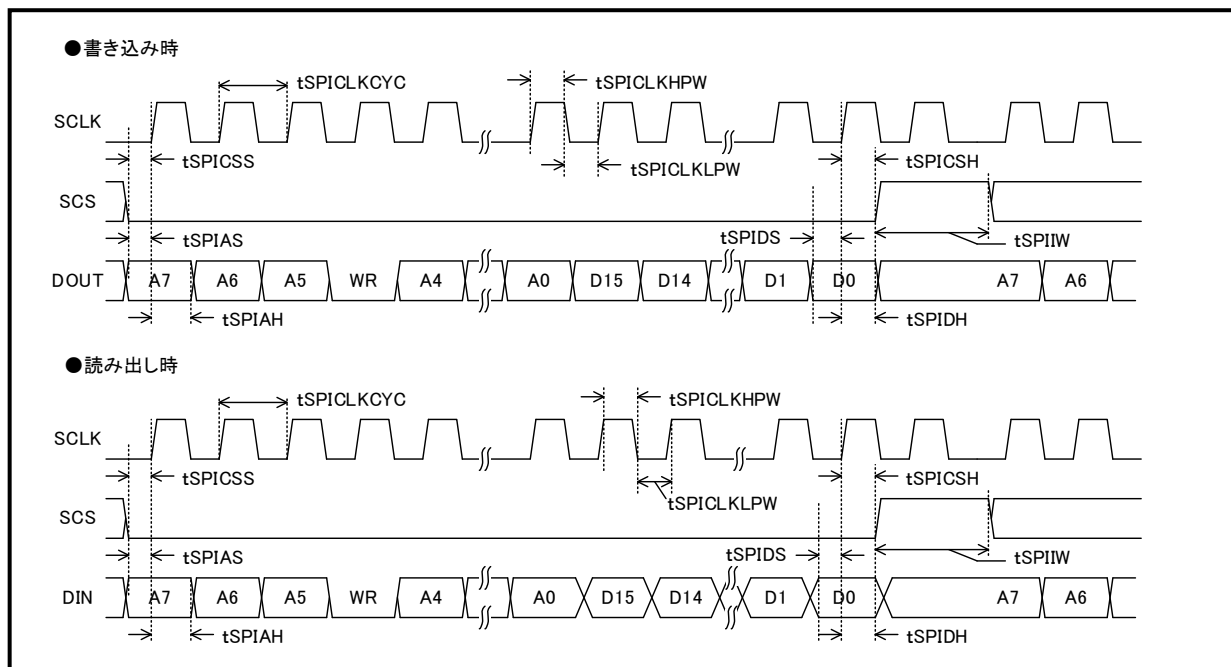 ●書き込み時
tSPICLKCYC
tSPICLKHPW
SCLK
tSPICSS
tSPICLKLPW
tSPICSH
SCS
tSPIAS
tSPIDS
tSPIIW
DOUT A7 A6 A5 WR A4 A0 D15 D14 D1 D0 A7 A6
tSPIAH
tSPIDH
●読み出し時
tSPICLKCYC
tSPICLKHPW
SCLK
tSPICSS
tSPICSH
tSPICLKLPW
SCS
tSPIAS
tSPIDS
tSPIIW
DIN A7 A6 A5 WR A4 A0 D15 D14 D1 D0 A7 A6
tSPIAH
tSPIDH